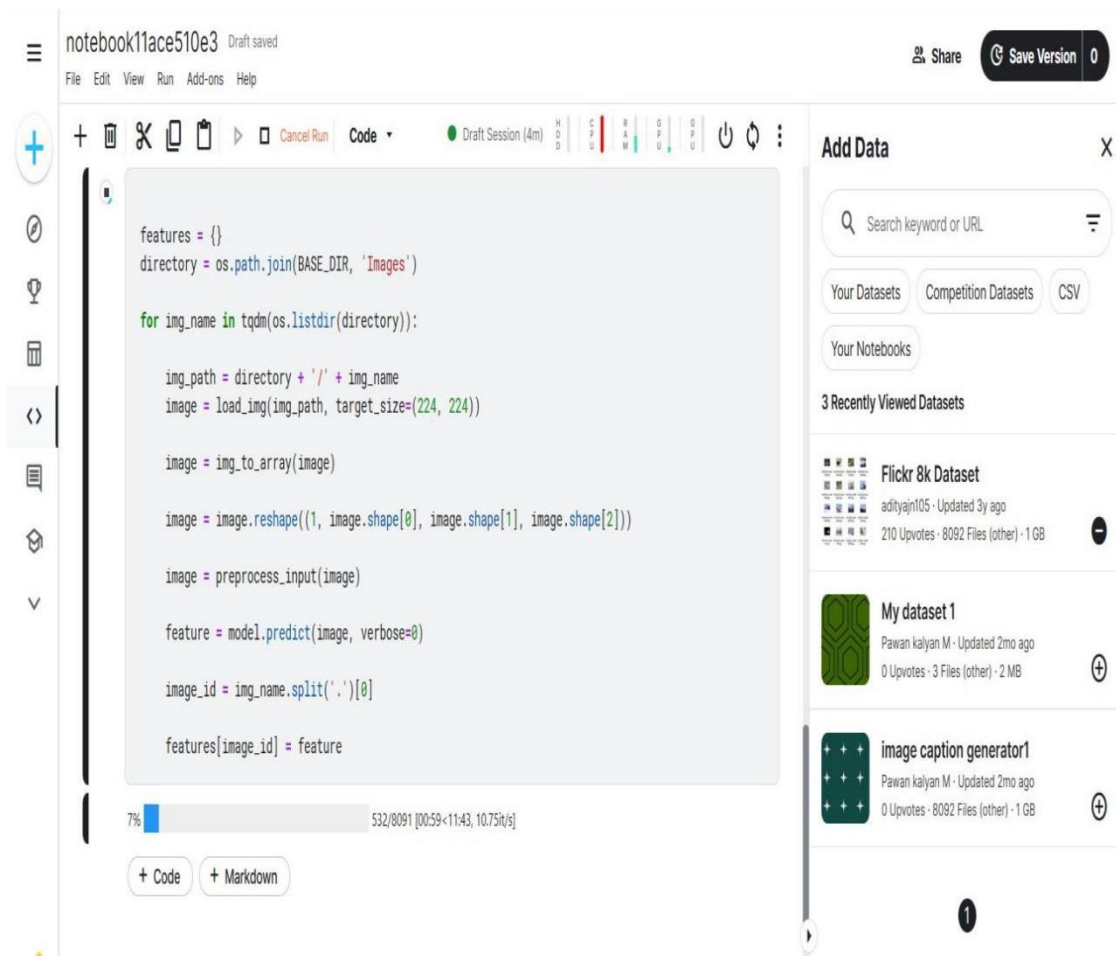 notebook11ace510e3 Draft saved
File Edit View Run Add-ons Help
Share
Save Version 0
Cancel Run
Code
Draft Session (4m)
HDD
CPU
RAM
GPU
GPU
features = {}
directory = os.path.join(BASE_DIR, 'Images')
for img_name in tqdm(os.listdir(directory)):
img_path = directory + '/' + img_name
image = load_img(img_path, target_size=(224, 224))
image = img_to_array(image)
image = image.reshape((1, image.shape[0], image.shape[1], image.shape[2]))
image = preprocess_input(image)
feature = model.predict(image, verbose=0)
image_id = img_name.split('.')[0]
features[image_id] = feature
7% 532/8091 [00:59<11:43, 10.75it/s]
+ Code + Markdown
Add Data
Search keyword or URL
Your Datasets Competition Datasets CSV
Your Notebooks
3 Recently Viewed Datasets
Flickr 8k Dataset
adityajn105 · Updated 3y ago
210 Upvotes · 8092 Files (other) · 1 GB
My dataset 1
Pawan kalyan M · Updated 2mo ago
0 Upvotes · 3 Files (other) · 2 MB
image caption generator1
Pawan kalyan M · Updated 2mo ago
0 Upvotes · 8092 Files (other) · 1 GB
1